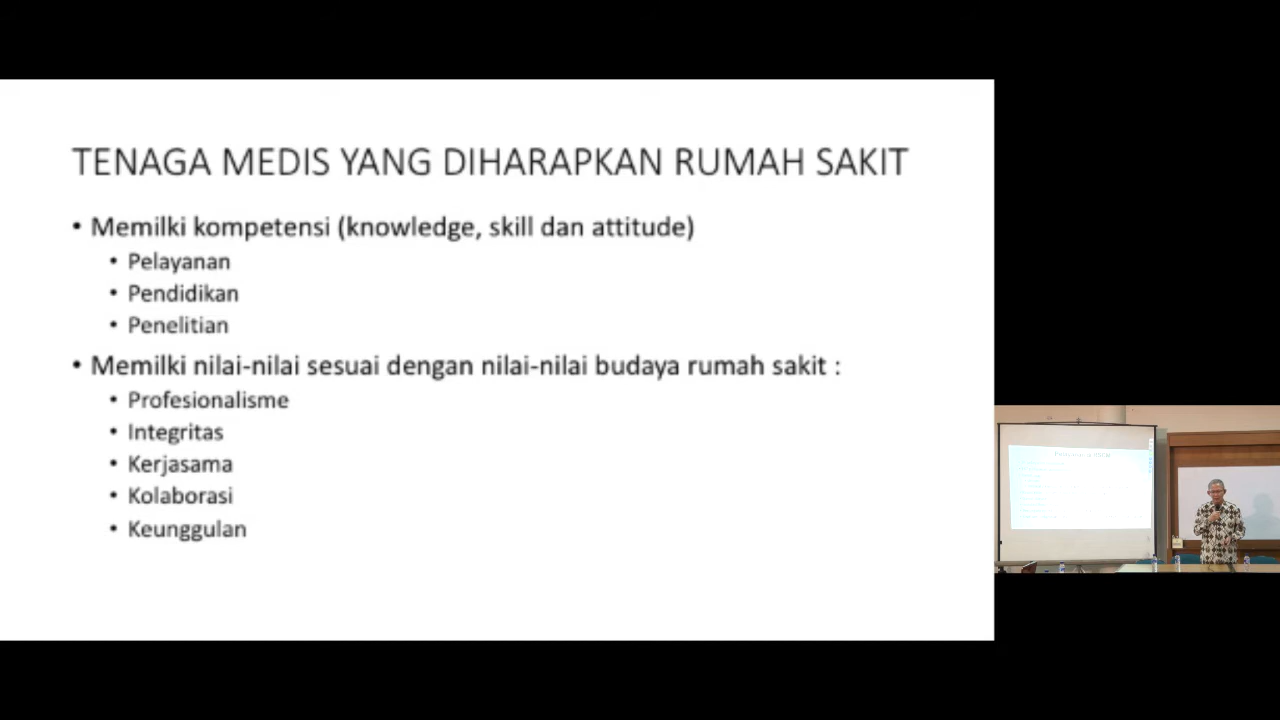 TENAGA MEDIS YANG DIHARAPKAN RUMAH SAKIT
• Memilki kompetensi (knowledge, skill dan attitude)
• Pelayanan
• Pendidikan
• Penelitian
• Memilki nilai-nilai sesuai dengan nilai-nilai budaya rumah sakit :
• Profesionalisme
• Integritas
• Kerjasama
• Kolaborasi
• Keunggulan